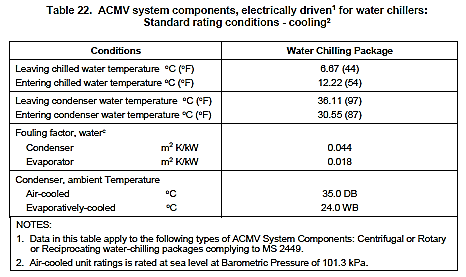 Table 22. ACMV system components, electrically driven¹ for water chillers:
Standard rating conditions - cooling²
Conditions Water Chilling Package
Leaving chilled water temperature °C (°F) 6.67 (44)
Entering chilled water temperature °C (°F) 12.22 (54)
Leaving condenser water temperature °C (°F) 36.11 (97)
Entering condenser water temperature °C (°F) 30.55 (87)
Fouling factor, waterᶜ
Condenser m² K/kW 0.044
Evaporator m² K/kW 0.018
Condenser, ambient Temperature
Air-cooled °C 35.0 DB
Evaporatively-cooled °C 24.0 WB
NOTES:
1. Data in this table apply to the following types of ACMV System Components: Centrifugal or Rotary
or Reciprocating water-chilling packages complying to MS 2449.
2. Air-cooled unit ratings is rated at sea level at Barometric Pressure of 101.3 kPa.